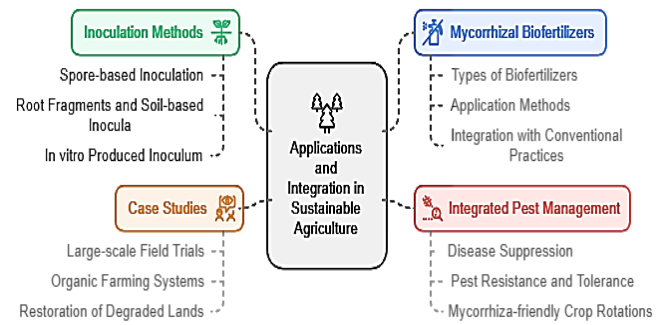 Inoculation Methods
Spore-based Inoculation
Root Fragments and Soil-based
Inocula
In vitro Produced Inoculum
Mycorrhizal Biofertilizers
Types of Biofertilizers
Application Methods
Integration with Conventional
Practices
Applications
and
Integration in
Sustainable
Agriculture
Case Studies
Large-scale Field Trials
Organic Farming Systems
Restoration of Degraded Lands
Integrated Pest Management
Disease Suppression
Pest Resistance and Tolerance
Mycorrhiza-friendly Crop Rotations